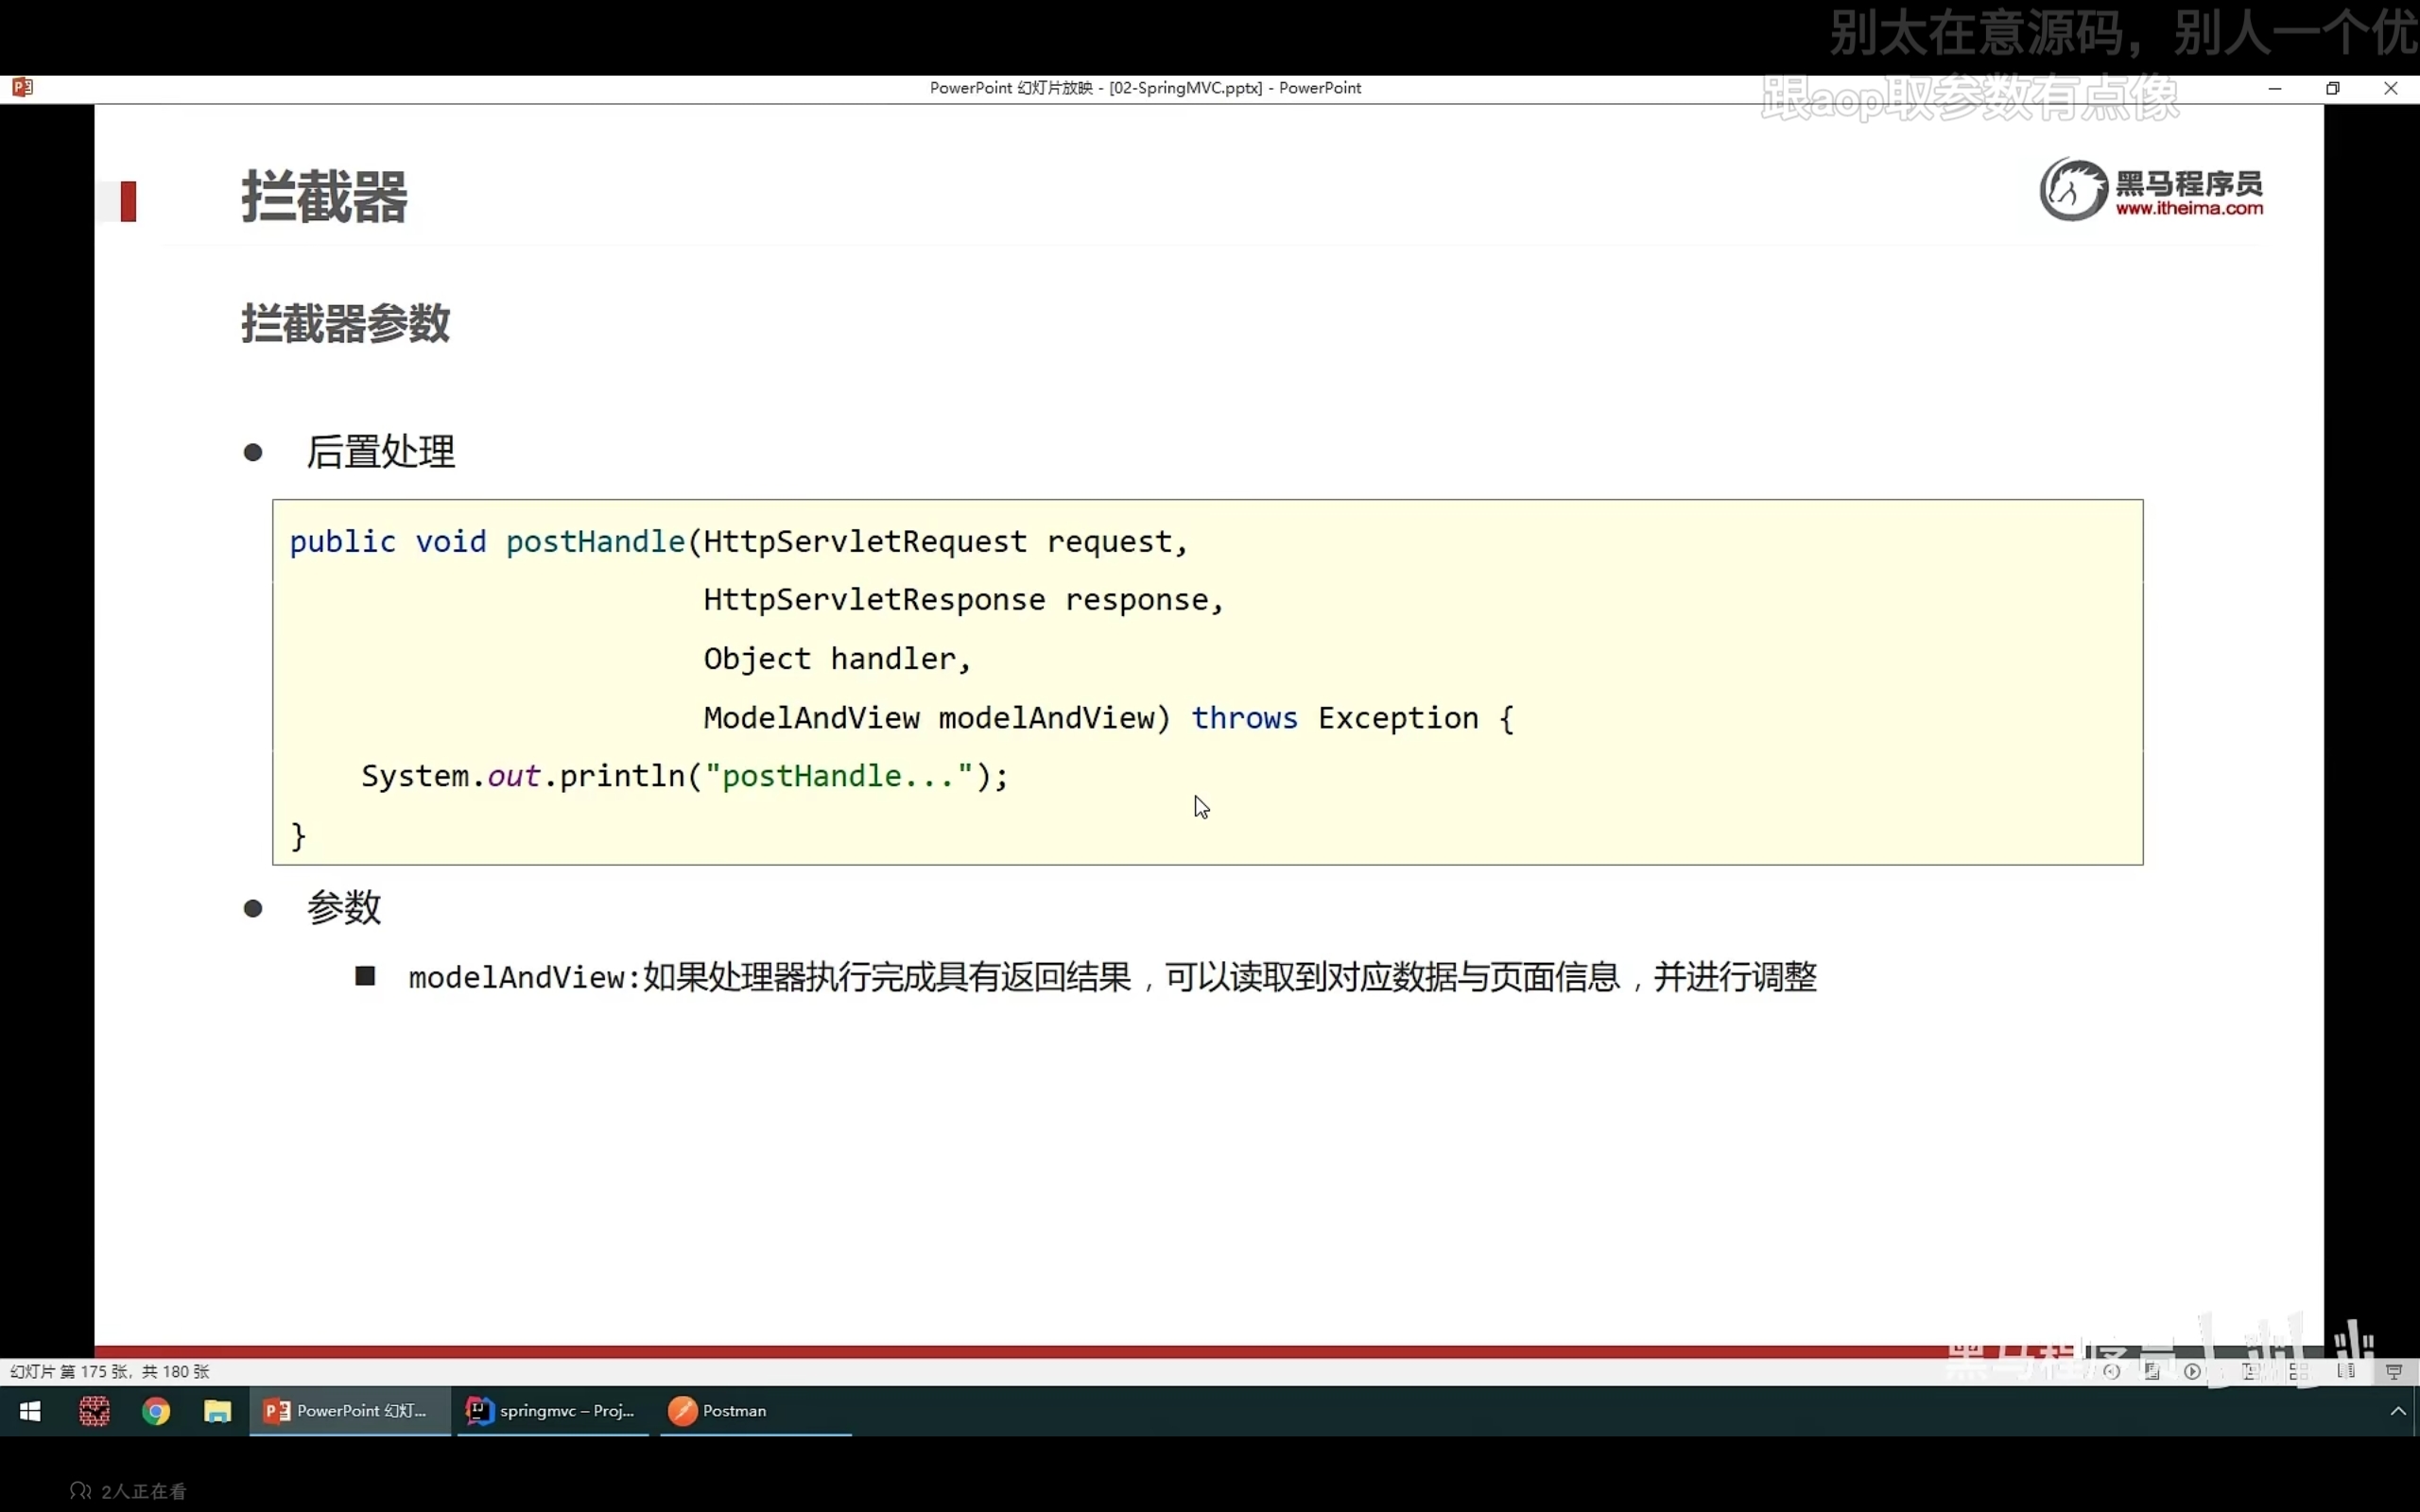 别太在意源码，别人一个优
PowerPoint 幻灯片放映 - [02-SpringMVC.pptx] - PowerPoint
跟aop取参数有点像
拦截器
黑马程序员
www.itheima.com
拦截器参数
● 后置处理
public void postHandle(HttpServletRequest request,
HttpServletResponse response,
Object handler,
ModelAndView modelAndView) throws Exception {
System.out.println("postHandle...");
}
● 参数
■ modelAndView:如果处理器执行完成具有返回结果，可以读取到对应数据与页面信息，并进行调整
黑马程序员
幻灯片 第 175 张，共 180 张
PowerPoint 幻灯...
springmvc – Proj...
Postman
2人正在看